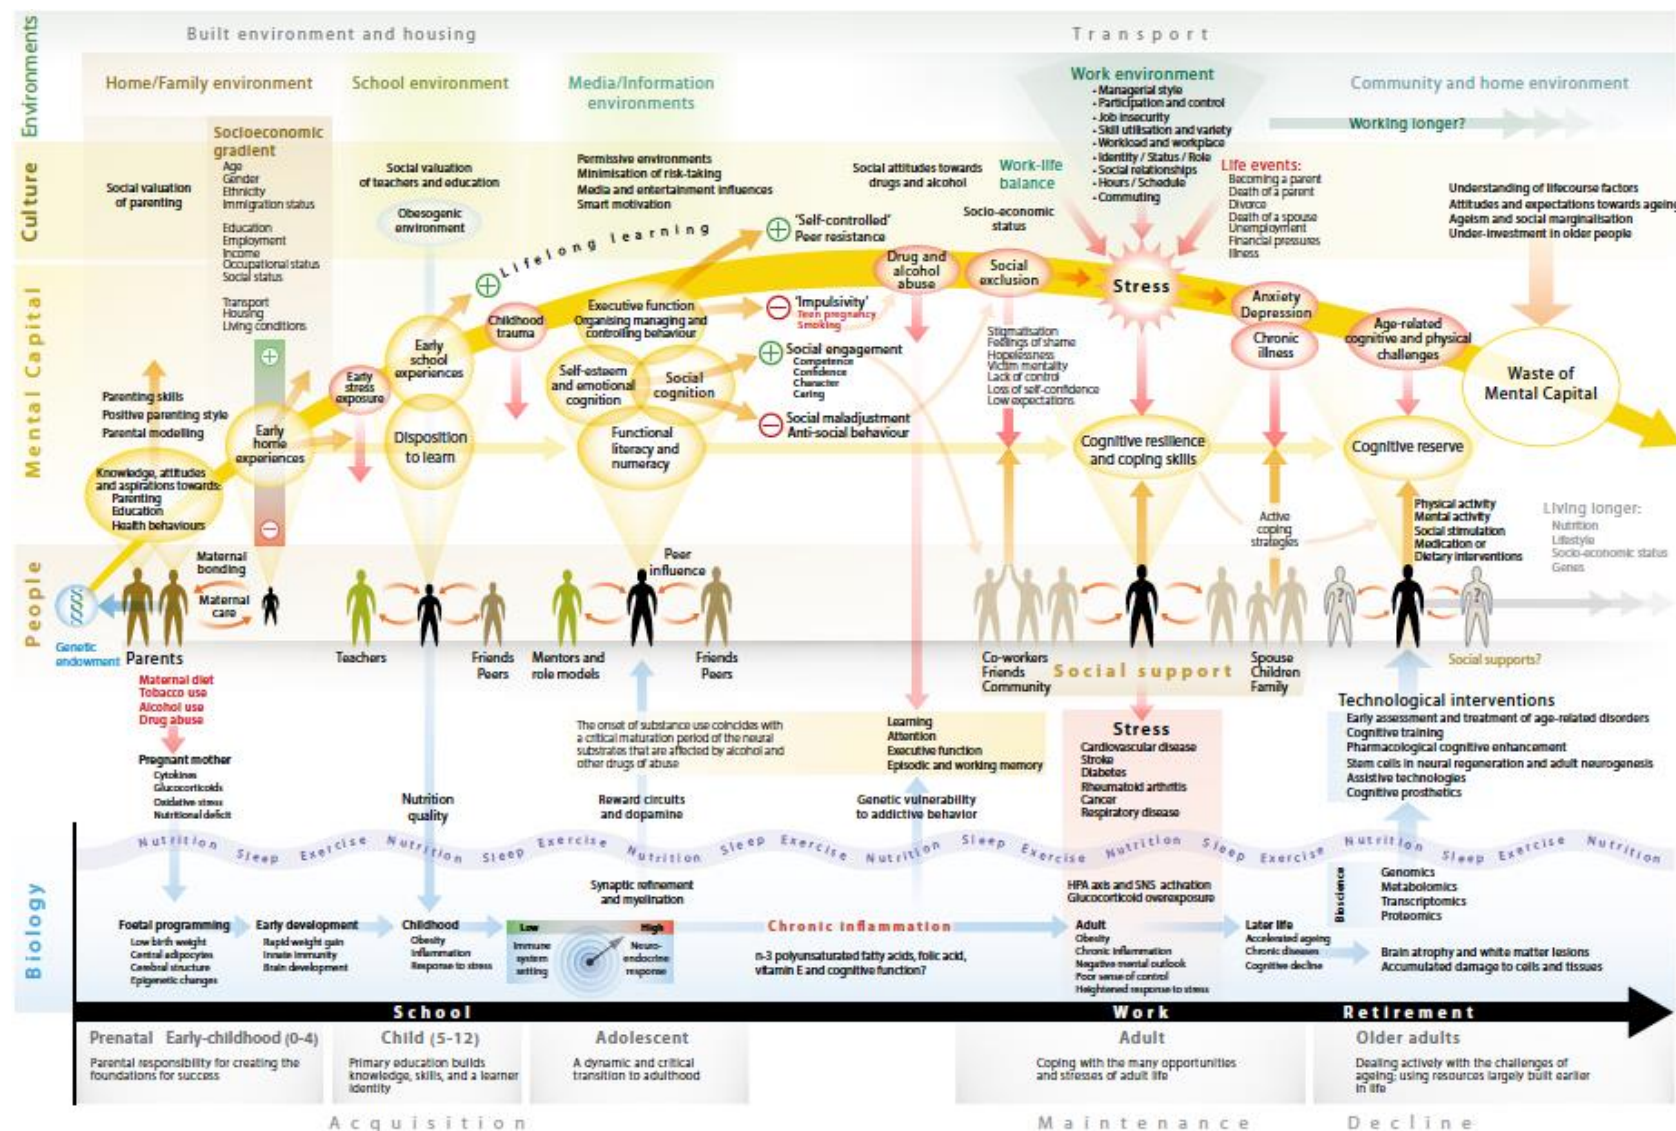 Environments
Built environment and housing
Transport
Home/Family environment
School environment
Media/Information
environments
Work environment
- Managerial style
- Participation and control
- Job insecurity
- Skill utilisation and variety
- Workload and workplace
- Identity / Status / Role
- Social relationships
- Hours / Schedule
- Commuting
Community and home environment
Working longer?
Culture
Social valuation
of parenting
Socioeconomic
gradient
Age
Gender
Ethnicity
Immigration status
Education
Employment
Income
Occupational status
Social status
Transport
Housing
Living conditions
Social valuation
of teachers and education
Obesogenic
environment
Permissive environments
Minimisation of risk-taking
Media and entertainment influences
Smart motivation
Social attitudes towards
drugs and alcohol
Work-life
balance
Socio-economic
status
Life events:
Becoming a parent
Death of a parent
Divorce
Death of a spouse
Unemployment
Financial pressures
Illness
Understanding of lifecourse factors
Attitudes and expectations towards ageing
Ageism and social marginalisation
Under-investment in older people
Mental Capital
Lifelong learning
'Self-controlled'
Peer resistance
'Impulsivity'
Teen pregnancy
Smoking
Social engagement
Competence
Confidence
Character
Caring
Social maladjustment
Anti-social behaviour
Parenting skills
Positive parenting style
Parental modelling
Knowledge, attitudes
and aspirations towards:
Parenting
Education
Health behaviours
Early
home
experiences
Early
stress
exposure
Early
school
experiences
Disposition
to learn
Childhood
trauma
Executive function
Organising managing and
controlling behaviour
Self-esteem
and emotional
cognition
Social
cognition
Functional
literacy and
numeracy
Drug and
alcohol
abuse
Social
exclusion
Stigmatisation
Feelings of shame
Hopelessness
Victim mentality
Lack of control
Loss of self-confidence
Low expectations
Stress
Cognitive resilience
and coping skills
Anxiety
Depression
Chronic
illness
Active
coping
strategies
Age-related
cognitive and physical
challenges
Cognitive reserve
Waste of
Mental Capital
Physical activity
Mental activity
Social stimulation
Medication or
Dietary interventions
Living longer:
Nutrition
Lifestyle
Socio-economic status
Genes
People
Genetic
endowment
Parents
Maternal
bonding
Maternal
care
Teachers
Friends
Peers
Mentors and
role models
Peer
influence
Friends
Peers
Co-workers
Friends
Community
Social support
Spouse
Children
Family
?
?
Social supports?
Maternal diet
Tobacco use
Alcohol use
Drug abuse
Pregnant mother
Cytokines
Glucocorticoids
Oxidative stress
Nutritional deficit
Nutrition
quality
The onset of substance use coincides with
a critical maturation period of the neural
substrates that are affected by alcohol and
other drugs of abuse
Reward circuits
and dopamine
Learning
Attention
Executive function
Episodic and working memory
Genetic vulnerability
to addictive behavior
Stress
Cardiovascular disease
Stroke
Diabetes
Rheumatoid arthritis
Cancer
Respiratory disease
Technological interventions
Early assessment and treatment of age-related disorders
Cognitive training
Pharmacological cognitive enhancement
Stem cells in neural regeneration and adult neurogenesis
Assistive technologies
Cognitive prosthetics
Nutrition Sleep Exercise Nutrition Sleep Exercise Nutrition Sleep Exercise Nutrition Sleep Exercise Nutrition Sleep Exercise Nutrition Sleep Exercise Nutrition
Biology
Foetal programming
Low birth weight
Central adipocytes
Cerebral structure
Epigenetic changes
Early development
Rapid weight gain
Innate immunity
Brain development
Childhood
Obesity
Inflammation
Response to stress
Low
High
Immune
system
setting
Neuro-
endocrine
response
Synaptic refinement
and myelination
Chronic inflammation
n-3 polyunsaturated fatty acids, folic acid,
vitamin E and cognitive function?
HPA axis and SNS activation
Glucocorticoid overexposure
Adult
Obesity
Chronic inflammation
Negative mental outlook
Poor sense of control
Heightened response to stress
Later life
Accelerated ageing
Chronic diseases
Cognitive decline
Bioscience
Genomics
Metabolomics
Transcriptomics
Proteomics
Brain atrophy and white matter lesions
Accumulated damage to cells and tissues
School
Work
Retirement
Prenatal Early-childhood (0-4)
Parental responsibility for creating the
foundations for success
Child (5-12)
Primary education builds
knowledge, skills, and a learner
identity
Adolescent
A dynamic and critical
transition to adulthood
Adult
Coping with the many opportunities
and stresses of adult life
Older adults
Dealing actively with the challenges of
ageing; using resources largely built earlier
in life
Acquisition
Maintenance
Decline